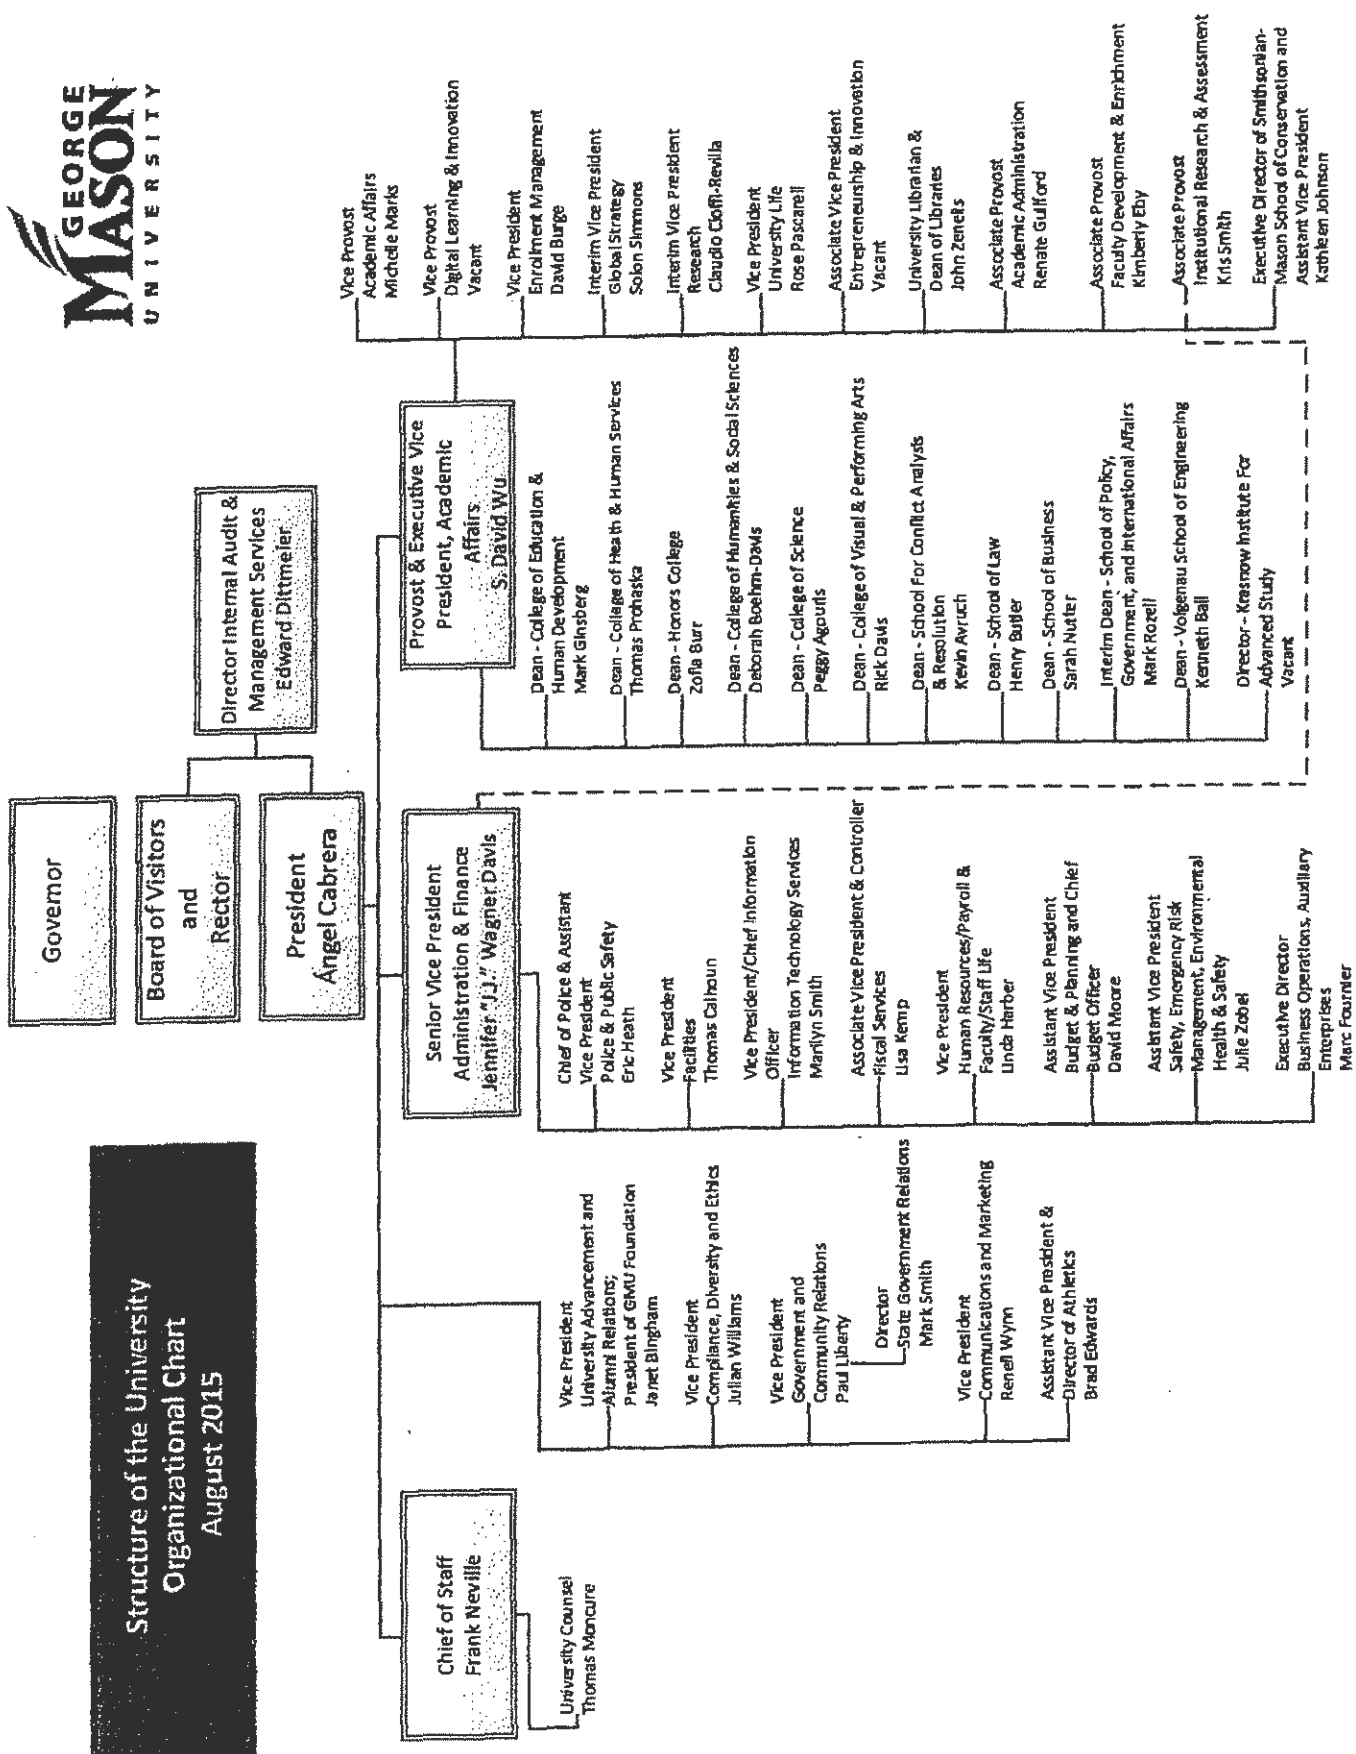 Structure of the University
Organizational Chart
August 2015
GEORGE
MASON
UNIVERSITY
Governor
Board of Visitors
and
Rector
President
Ángel Cabrera
Director Internal Audit &
Management Services
Edward Dittmeier
Chief of Staff
Frank Neville
University Counsel
Thomas Moncure
Vice President
University Advancement and
Alumni Relations;
President of GMU Foundation
Janet Bingham
Vice President
Compliance, Diversity and Ethics
Julian Williams
Vice President
Government and
Community Relations
Paul Liberty
Director
State Government Relations
Mark Smith
Vice President
Communications and Marketing
Renell Wynn
Assistant Vice President &
Director of Athletics
Brad Edwards
Senior Vice President
Administration & Finance
Jennifer "J.J." Wagner Davis
Chief of Police & Assistant
Vice President
Police & Public Safety
Eric Heath
Vice President
Facilities
Thomas Calhoun
Vice President/Chief Information
Officer
Information Technology Services
Marilyn Smith
Associate Vice President & Controller
Fiscal Services
Lisa Kemp
Vice President
Human Resources/Payroll &
Faculty/Staff Life
Linda Harber
Assistant Vice President
Budget & Planning and Chief
Budget Officer
David Moore
Assistant Vice President
Safety, Emergency Risk
Management, Environmental
Health & Safety
Julie Zobel
Executive Director
Business Operations, Auxiliary
Enterprises
Marc Fournier
Provost & Executive Vice
President, Academic
Affairs
S. David Wu
Dean - College of Education &
Human Development
Mark Ginsberg
Dean - College of Health & Human Services
Thomas Prohaska
Dean - Honors College
Zofia Burr
Dean - College of Humanities & Social Sciences
Deborah Boehm-Davis
Dean - College of Science
Peggy Agouris
Dean - College of Visual & Performing Arts
Rick Davis
Dean - School For Conflict Analysts
& Resolution
Kevin Avruch
Dean - School of Law
Henry Butler
Dean - School of Business
Sarah Nutter
Interim Dean - School of Policy,
Government, and International Affairs
Mark Rozell
Dean - Volgenau School of Engineering
Kenneth Ball
Director - Krasnow Institute For
Advanced Study
Vacant
Vice Provost
Academic Affairs
Michelle Marks
Vice Provost
Digital Learning & Innovation
Vacant
Vice President
Enrollment Management
David Burge
Interim Vice President
Global Strategy
Solon Simmons
Interim Vice President
Research
Claudio Cioffi-Revilla
Vice President
University Life
Rose Pascarell
Associate Vice President
Entrepreneurship & Innovation
Vacant
University Librarian &
Dean of Libraries
John Zenelis
Associate Provost
Academic Administration
Renate Guilford
Associate Provost
Faculty Development & Enrichment
Kimberly Eby
Associate Provost
Institutional Research & Assessment
Kris Smith
Executive Director of Smithsonian-
Mason School of Conservation and
Assistant Vice President
Kathleen Johnson